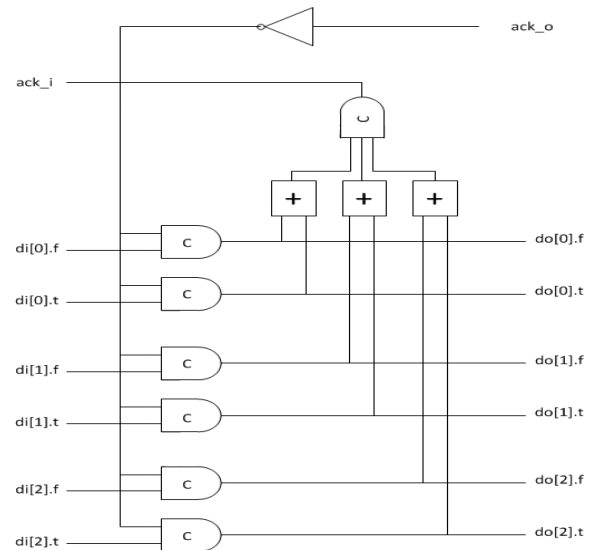 ack_o
ack_i
C
+ + +
di[0].f C do[0].f
di[0].t C do[0].t
di[1].f C do[1].f
di[1].t C do[1].t
di[2].f C do[2].f
di[2].t C do[2].t